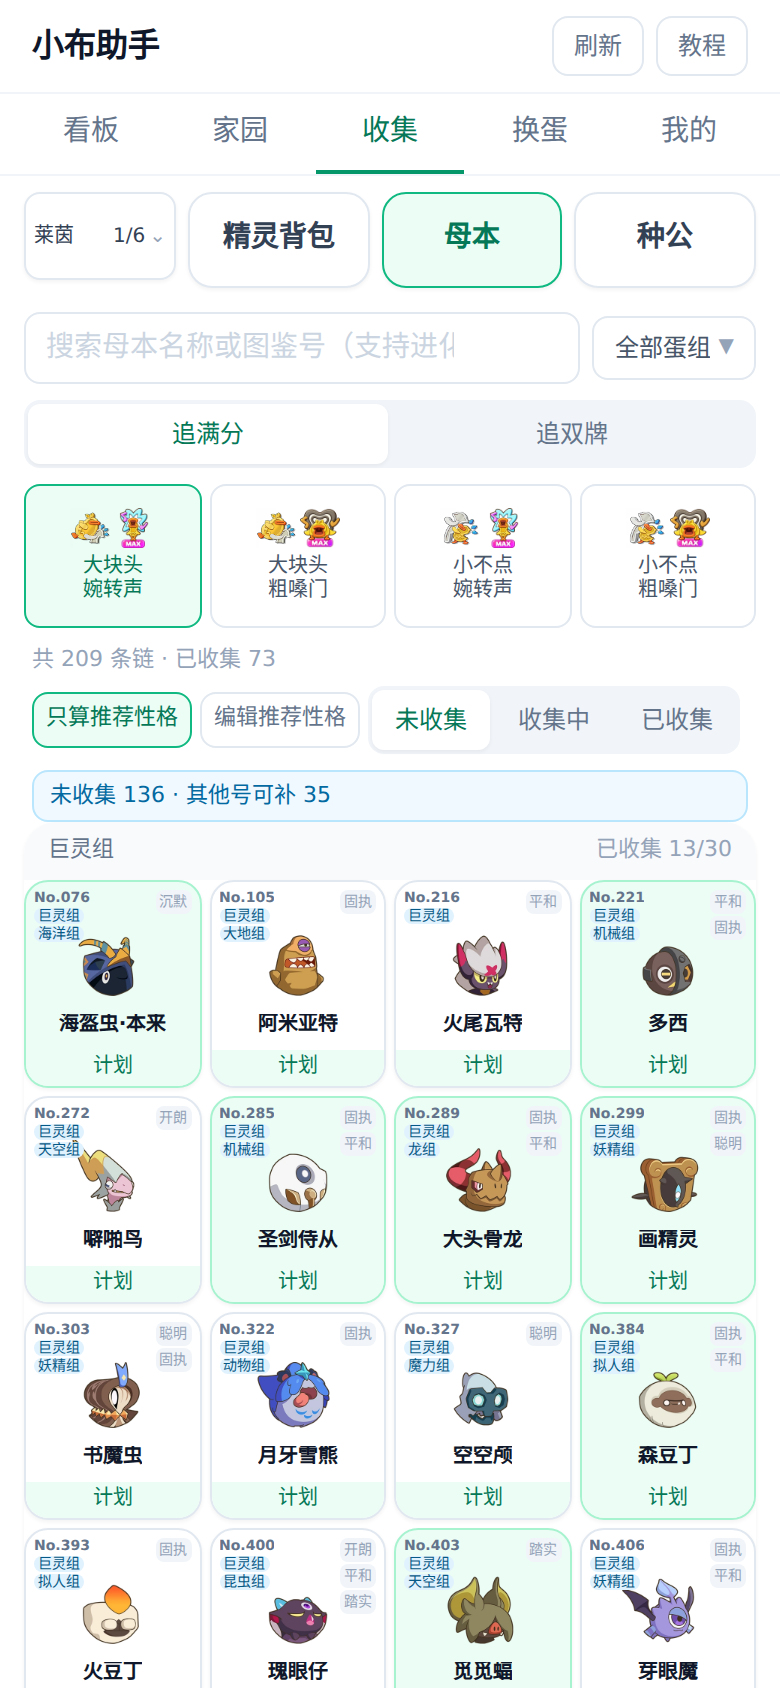 小布助手
刷新
教程
看板
家园
收集
换蛋
我的
莱茵 1/6
精灵背包
母本
种公
搜索母本名称或图鉴号（支持进化
全部蛋组 ▼
追满分
追双牌
MAX
大块头
婉转声
MAX
大块头
粗嗓门
MAX
小不点
婉转声
MAX
小不点
粗嗓门
共 209 条链 · 已收集 73
只算推荐性格
编辑推荐性格
未收集
收集中
已收集
未收集 136 · 其他号可补 35
巨灵组
已收集 13/30
No.076
沉默
巨灵组
海洋组
海盔虫·本来
计划
No.105
固执
巨灵组
大地组
阿米亚特
计划
No.216
平和
巨灵组
火尾瓦特
计划
No.221
平和
固执
巨灵组
机械组
多西
计划
No.272
开朗
巨灵组
天空组
噼啪鸟
计划
No.285
固执
平和
巨灵组
机械组
圣剑侍从
计划
No.289
固执
平和
巨灵组
龙组
大头骨龙
计划
No.299
固执
聪明
巨灵组
妖精组
画精灵
计划
No.303
聪明
固执
巨灵组
妖精组
书魔虫
计划
No.322
固执
巨灵组
动物组
月牙雪熊
计划
No.327
聪明
巨灵组
魔力组
空空颅
计划
No.384
固执
平和
巨灵组
拟人组
森豆丁
计划
No.393
固执
巨灵组
拟人组
火豆丁
No.400
开朗
平和
踏实
巨灵组
昆虫组
瑰眼仔
No.403
踏实
巨灵组
天空组
觅觅蝠
No.406
固执
平和
巨灵组
妖精组
芽眼魔